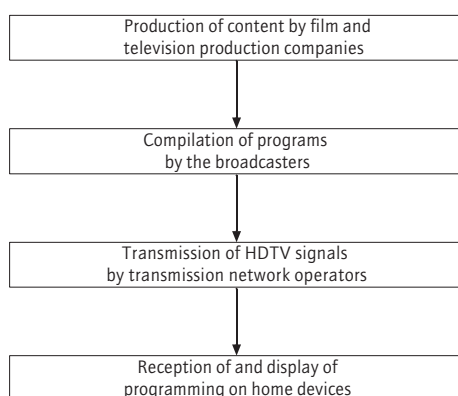 Production of content by film and
television production companies
Compilation of programs
by the broadcasters
Transmission of HDTV signals
by transmission network operators
Reception of and display of
programming on home devices